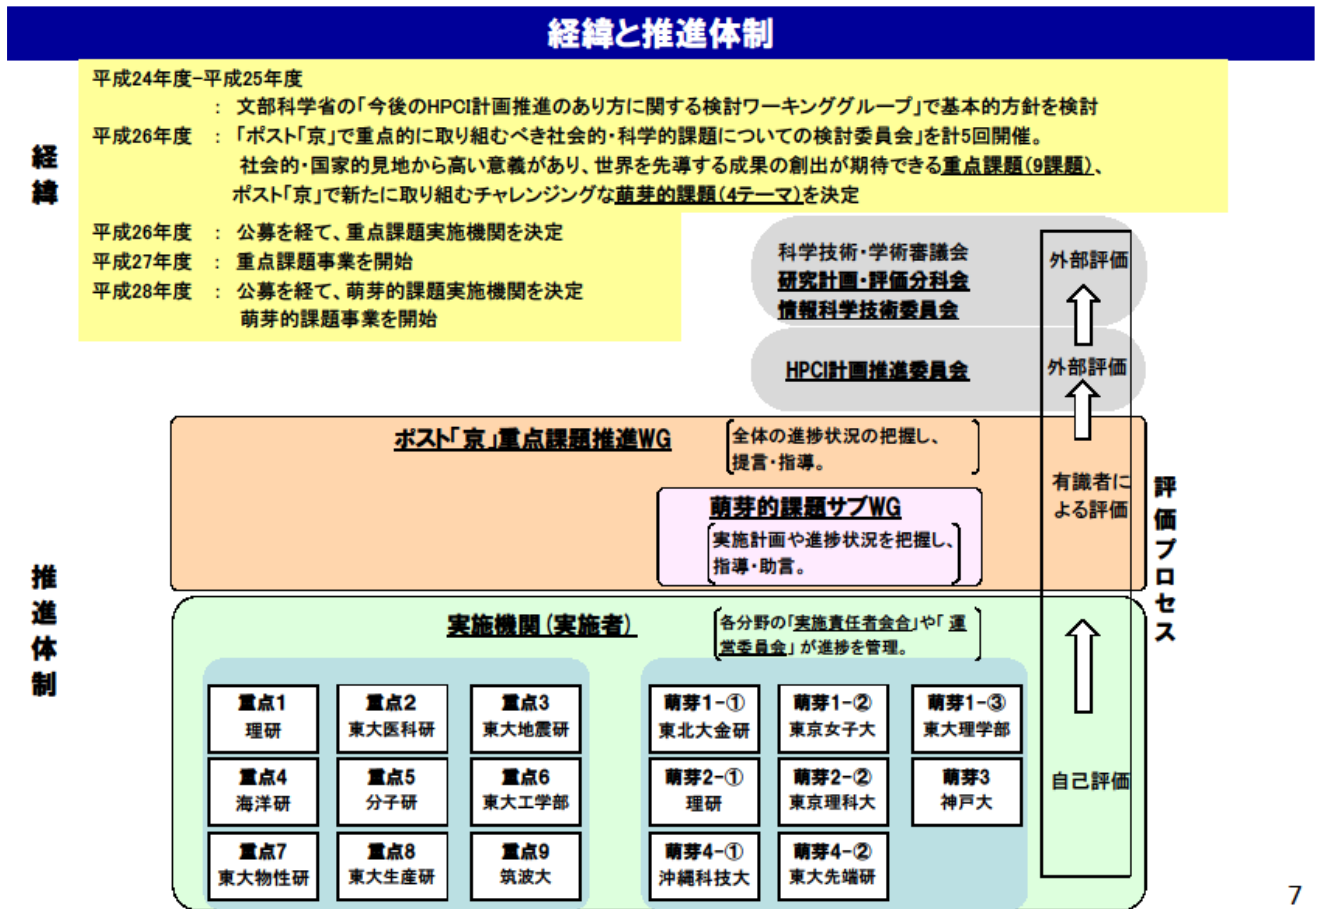 経緯と推進体制
経緯
平成24年度-平成25年度
：文部科学省の「今後のHPCI計画推進のあり方に関する検討ワーキンググループ」で基本的方針を検討
平成26年度 ：「ポスト「京」で重点的に取り組むべき社会的・科学的課題についての検討委員会」を計5回開催。
社会的・国家的見地から高い意義があり、世界を先導する成果の創出が期待できる重点課題（9課題）、
ポスト「京」で新たに取り組むチャレンジングな萌芽的課題（4テーマ）を決定
平成26年度 ：公募を経て、重点課題実施機関を決定
平成27年度 ：重点課題事業を開始
平成28年度 ：公募を経て、萌芽的課題実施機関を決定
萌芽的課題事業を開始
科学技術・学術審議会
研究計画・評価分科会
情報科学技術委員会
外部評価
HPCI計画推進委員会
外部評価
推進体制
ポスト「京」重点課題推進WG
全体の進捗状況の把握し、
提言・指導。
萌芽的課題サブWG
実施計画や進捗状況を把握し、
指導・助言。
有識者に
よる評価
評価プロセス
実施機関（実施者）
各分野の「実施責任者会合」や「運
営委員会」が進捗を管理。
重点1
理研
重点2
東大医科研
重点3
東大地震研
重点4
海洋研
重点5
分子研
重点6
東大工学部
重点7
東大物性研
重点8
東大生産研
重点9
筑波大
萌芽1-①
東北大金研
萌芽1-②
東京女子大
萌芽1-③
東大理学部
萌芽2-①
理研
萌芽2-②
東京理科大
萌芽3
神戸大
萌芽4-①
沖縄科技大
萌芽4-②
東大先端研
自己評価
7